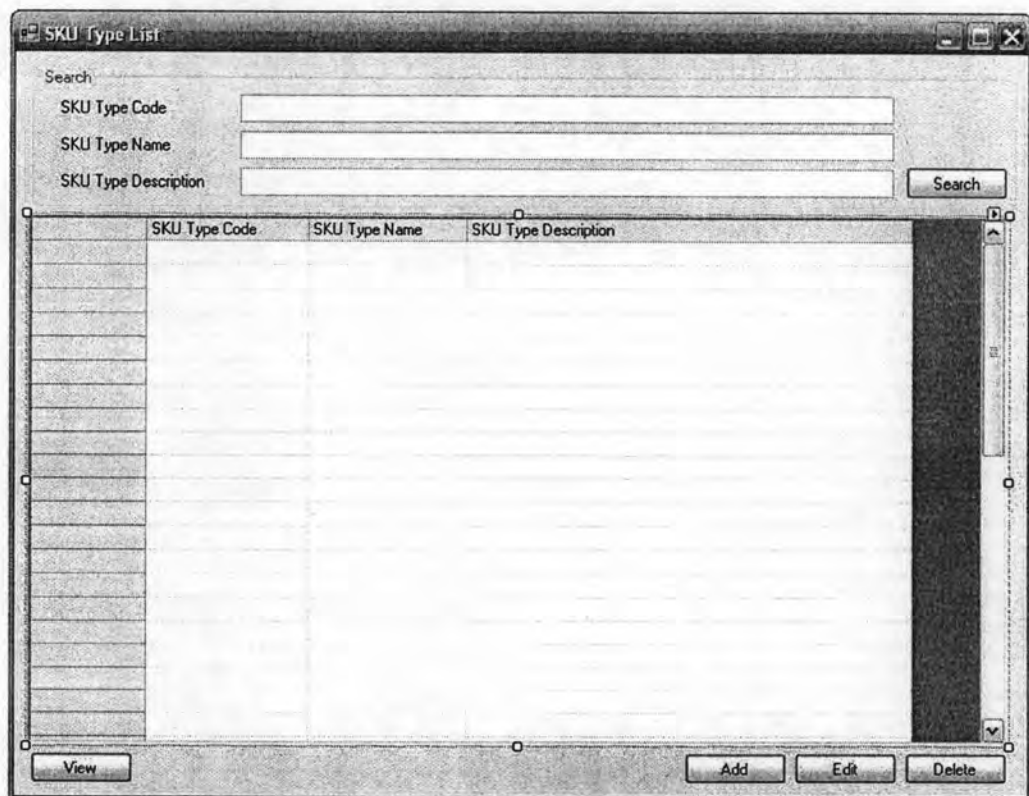 SKU Type List
Search
SKU Type Code
SKU Type Name
SKU Type Description
Search
SKU Type Code SKU Type Name SKU Type Description
View Add Edit Delete